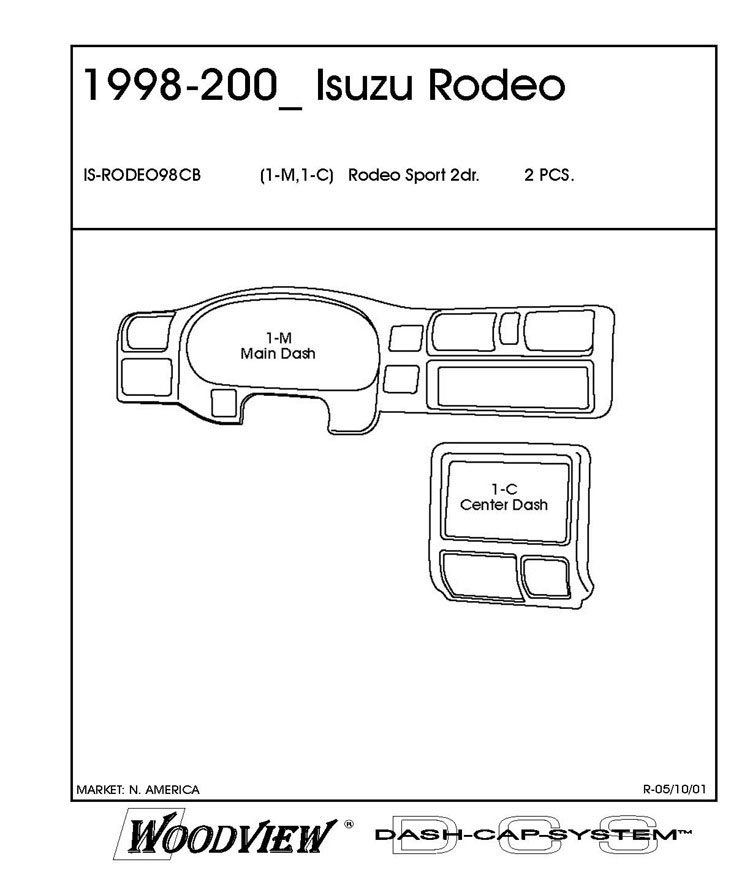 1998-200_ Isuzu Rodeo
IS-RODEO98CB (1-M,1-C) Rodeo Sport 2dr. 2 PCS.
1-M
Main Dash
1-C
Center Dash
MARKET: N. AMERICA R-05/10/01
WOODVIEW ® DCS DASH-CAP-SYSTEM™